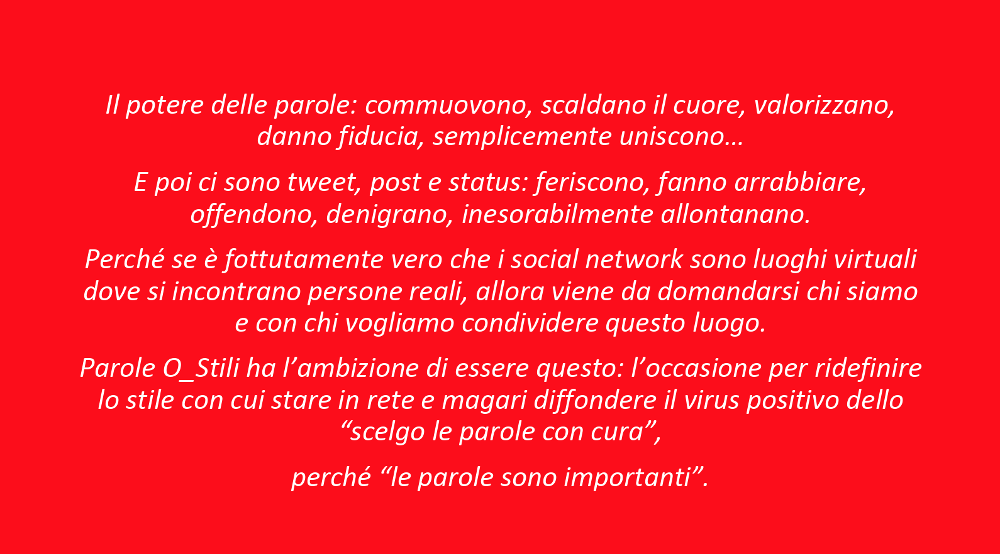 Il potere delle parole: commuovono, scaldano il cuore, valorizzano,
danno fiducia, semplicemente uniscono...
E poi ci sono tweet, post e status: feriscono, fanno arrabbiare,
offendono, denigrano, inesorabilmente allontanano.
Perché se è fottutamente vero che i social network sono luoghi virtuali
dove si incontrano persone reali, allora viene da domandarsi chi siamo
e con chi vogliamo condividere questo luogo.
Parole O_Stili ha l’ambizione di essere questo: l’occasione per ridefinire
lo stile con cui stare in rete e magari diffondere il virus positivo dello
“scelgo le parole con cura”,
perché “le parole sono importanti”.